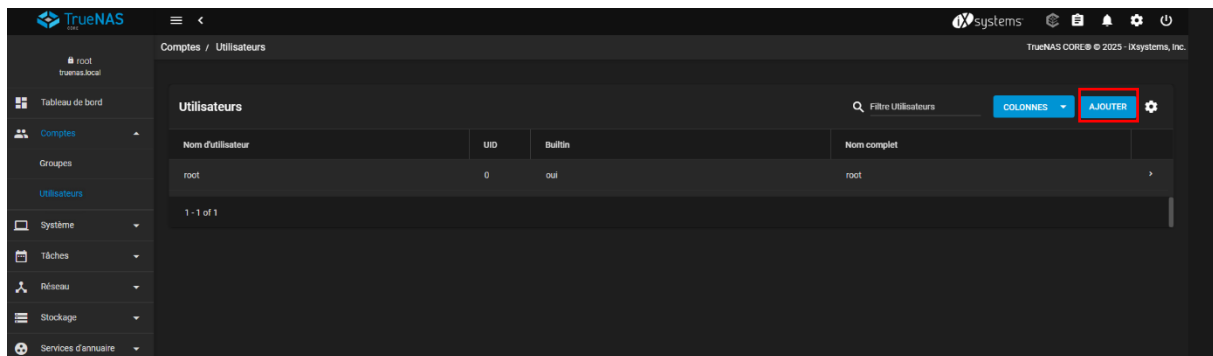 TrueNAS
CORE
iXsystems
root
truenas.local
Comptes / Utilisateurs
TrueNAS CORE® © 2025 - iXsystems, Inc.
Tableau de bord
Comptes
Groupes
Utilisateurs
Système
Tâches
Réseau
Stockage
Services d'annuaire
Utilisateurs
Filtre Utilisateurs
COLONNES
AJOUTER
Nom d'utilisateur UID Builtin Nom complet
root 0 oui root
1 - 1 of 1